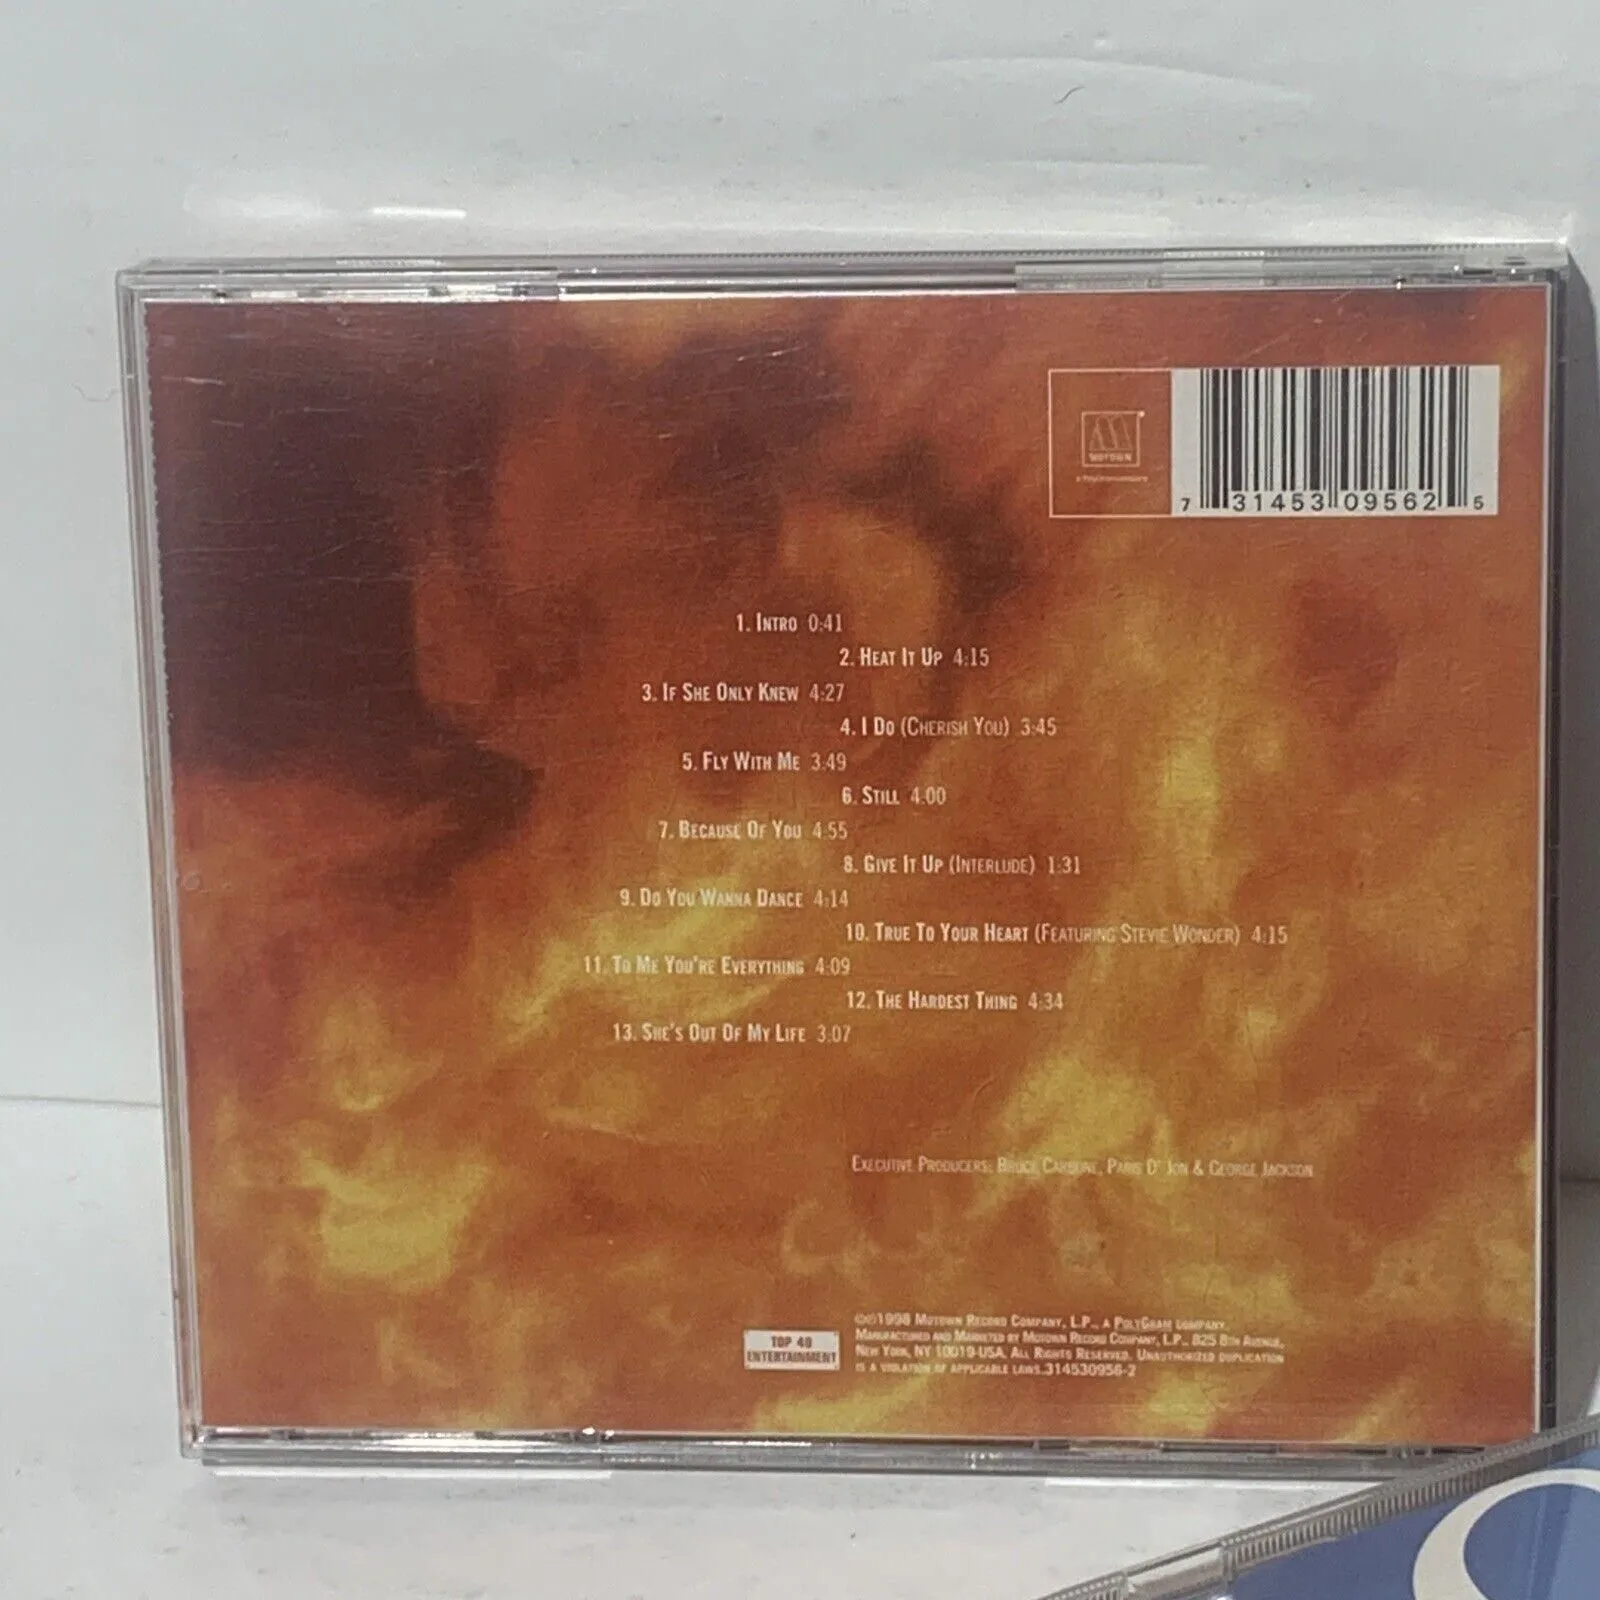 MOTOWN
a PolyGram company
7 31453 09562 5
1. INTRO 0:41
2. HEAT IT UP 4:15
3. IF SHE ONLY KNEW 4:27
4. I DO (CHERISH YOU) 3:45
5. FLY WITH ME 3:49
6. STILL 4:00
7. BECAUSE OF YOU 4:55
8. GIVE IT UP (INTERLUDE) 1:31
9. DO YOU WANNA DANCE 4:14
10. TRUE TO YOUR HEART (FEATURING STEVIE WONDER) 4:15
11. TO ME YOU'RE EVERYTHING 4:09
12. THE HARDEST THING 4:34
13. SHE'S OUT OF MY LIFE 3:07
EXECUTIVE PRODUCERS: BRUCE CARBONE, PARIS D'JON & GEORGE JACKSON
TOP 40
ENTERTAINMENT
℗©1998 MOTOWN RECORD COMPANY, L.P., A POLYGRAM COMPANY.
MANUFACTURED AND MARKETED BY MOTOWN RECORD COMPANY, L.P., 825 8TH AVENUE,
NEW YORK, NY 10019-USA. ALL RIGHTS RESERVED. UNAUTHORIZED DUPLICATION
IS A VIOLATION OF APPLICABLE LAWS.314530956-2